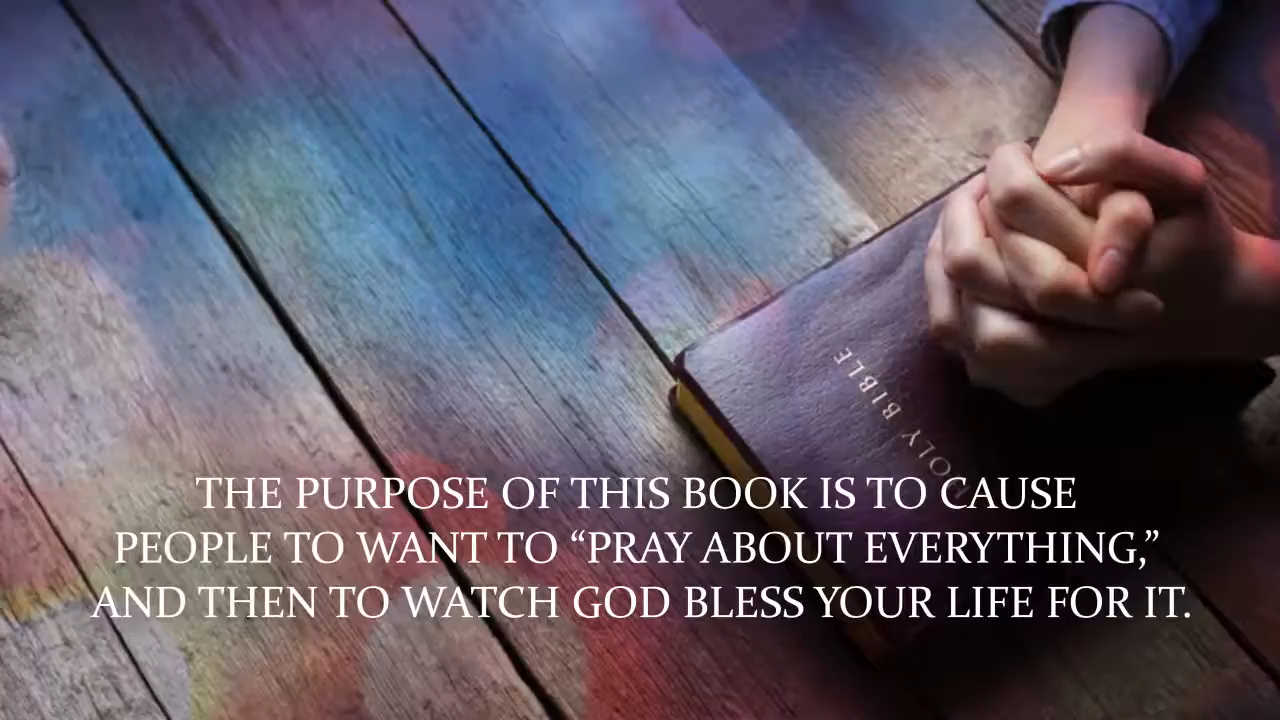 HOLY BIBLE
THE PURPOSE OF THIS BOOK IS TO CAUSE
PEOPLE TO WANT TO “PRAY ABOUT EVERYTHING,”
AND THEN TO WATCH GOD BLESS YOUR LIFE FOR IT.